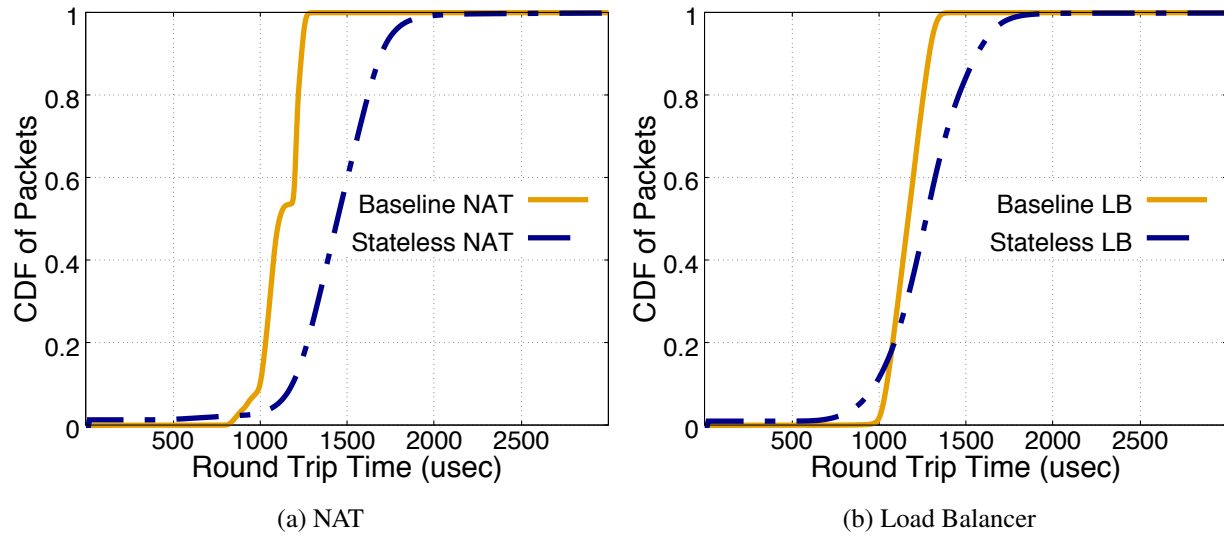 1
0.8
0.6
0.4
0.2
0
CDF of Packets
Baseline NAT
Stateless NAT
500 1000 1500 2000 2500
Round Trip Time (usec)
(a) NAT
1
0.8
0.6
0.4
0.2
0
CDF of Packets
Baseline LB
Stateless LB
500 1000 1500 2000 2500
Round Trip Time (usec)
(b) Load Balancer